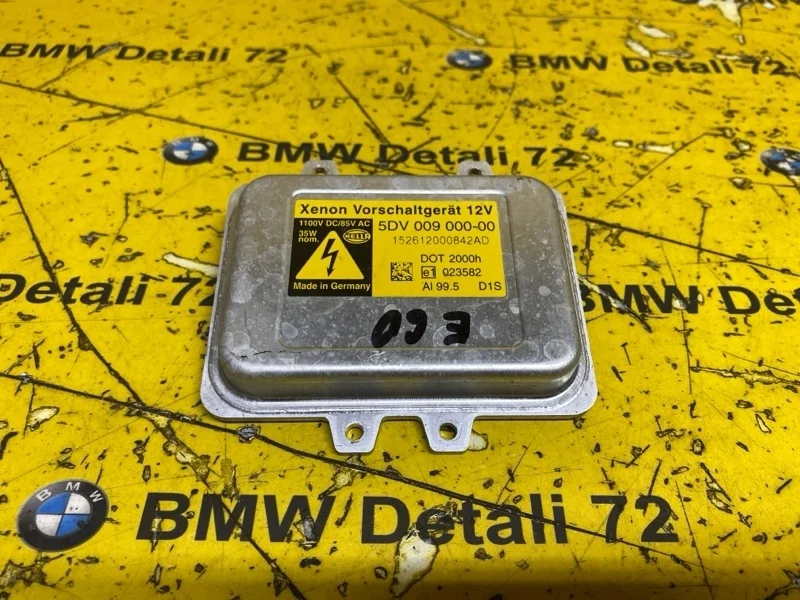 BMW Detali 72
BMW Detali 72
BMW Detali 72
Xenon Vorschaltgerät 12V
1100V DC/85V AC
5DV 009 000-00
35W
nom.
HELLA
152612000842AD
DOT 2000h
e1 023582
Made in Germany
Al 99.5 D1S
Detali 72
BMW Detal
E60
BMW
BMW Detali 72